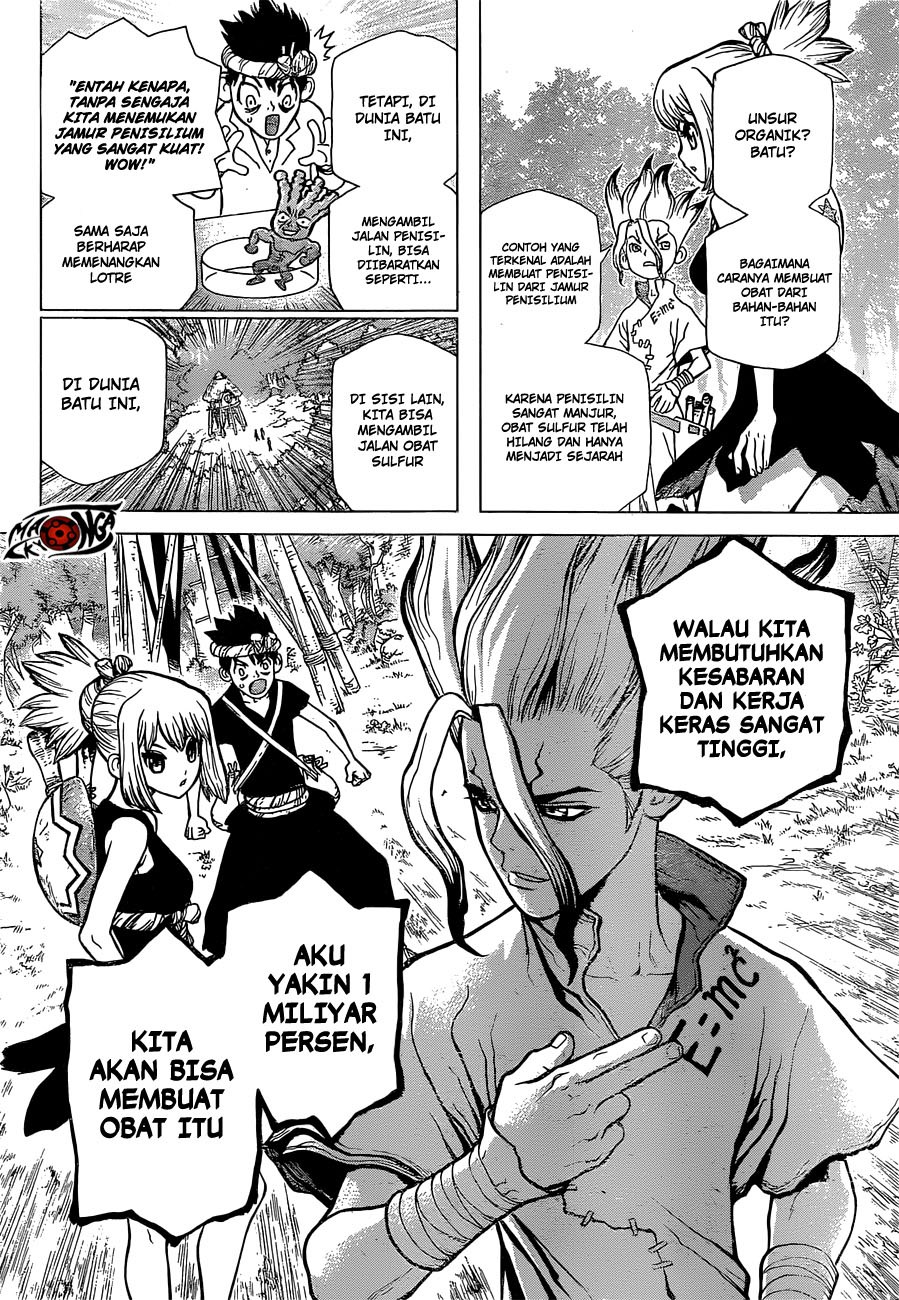 UNSUR
ORGANIK?
BATU?
BAGAIMANA
CARANYA MEMBUAT
OBAT DARI
BAHAN-BAHAN
ITU?
CONTOH YANG
TERKENAL ADALAH
MEMBUAT PENISI-
LIN DARI JAMUR
PENISILIUM
E=mc²
KARENA PENISILIN
SANGAT MANJUR,
OBAT SULFUR TELAH
HILANG DAN HANYA
MENJADI SEJARAH
TETAPI, DI
DUNIA BATU
INI,
MENGAMBIL
JALAN PENISI-
LIN, BISA
DIIBARATKAN
SEPERTI...
"ENTAH KENAPA,
TANPA SENGAJA
KITA MENEMUKAN
JAMUR PENISILIUM
YANG SANGAT KUAT!
WOW!"
SAMA SAJA
BERHARAP
MEMENANGKAN
LOTRE
DI SISI LAIN,
KITA BISA
MENGAMBIL
JALAN OBAT
SULFUR
DI DUNIA
BATU INI,
MANGA
CKY
WALAU KITA
MEMBUTUHKAN
KESABARAN
DAN KERJA
KERAS SANGAT
TINGGI,
E=mc²
AKU
YAKIN 1
MILIYAR
PERSEN,
KITA
AKAN BISA
MEMBUAT
OBAT ITU